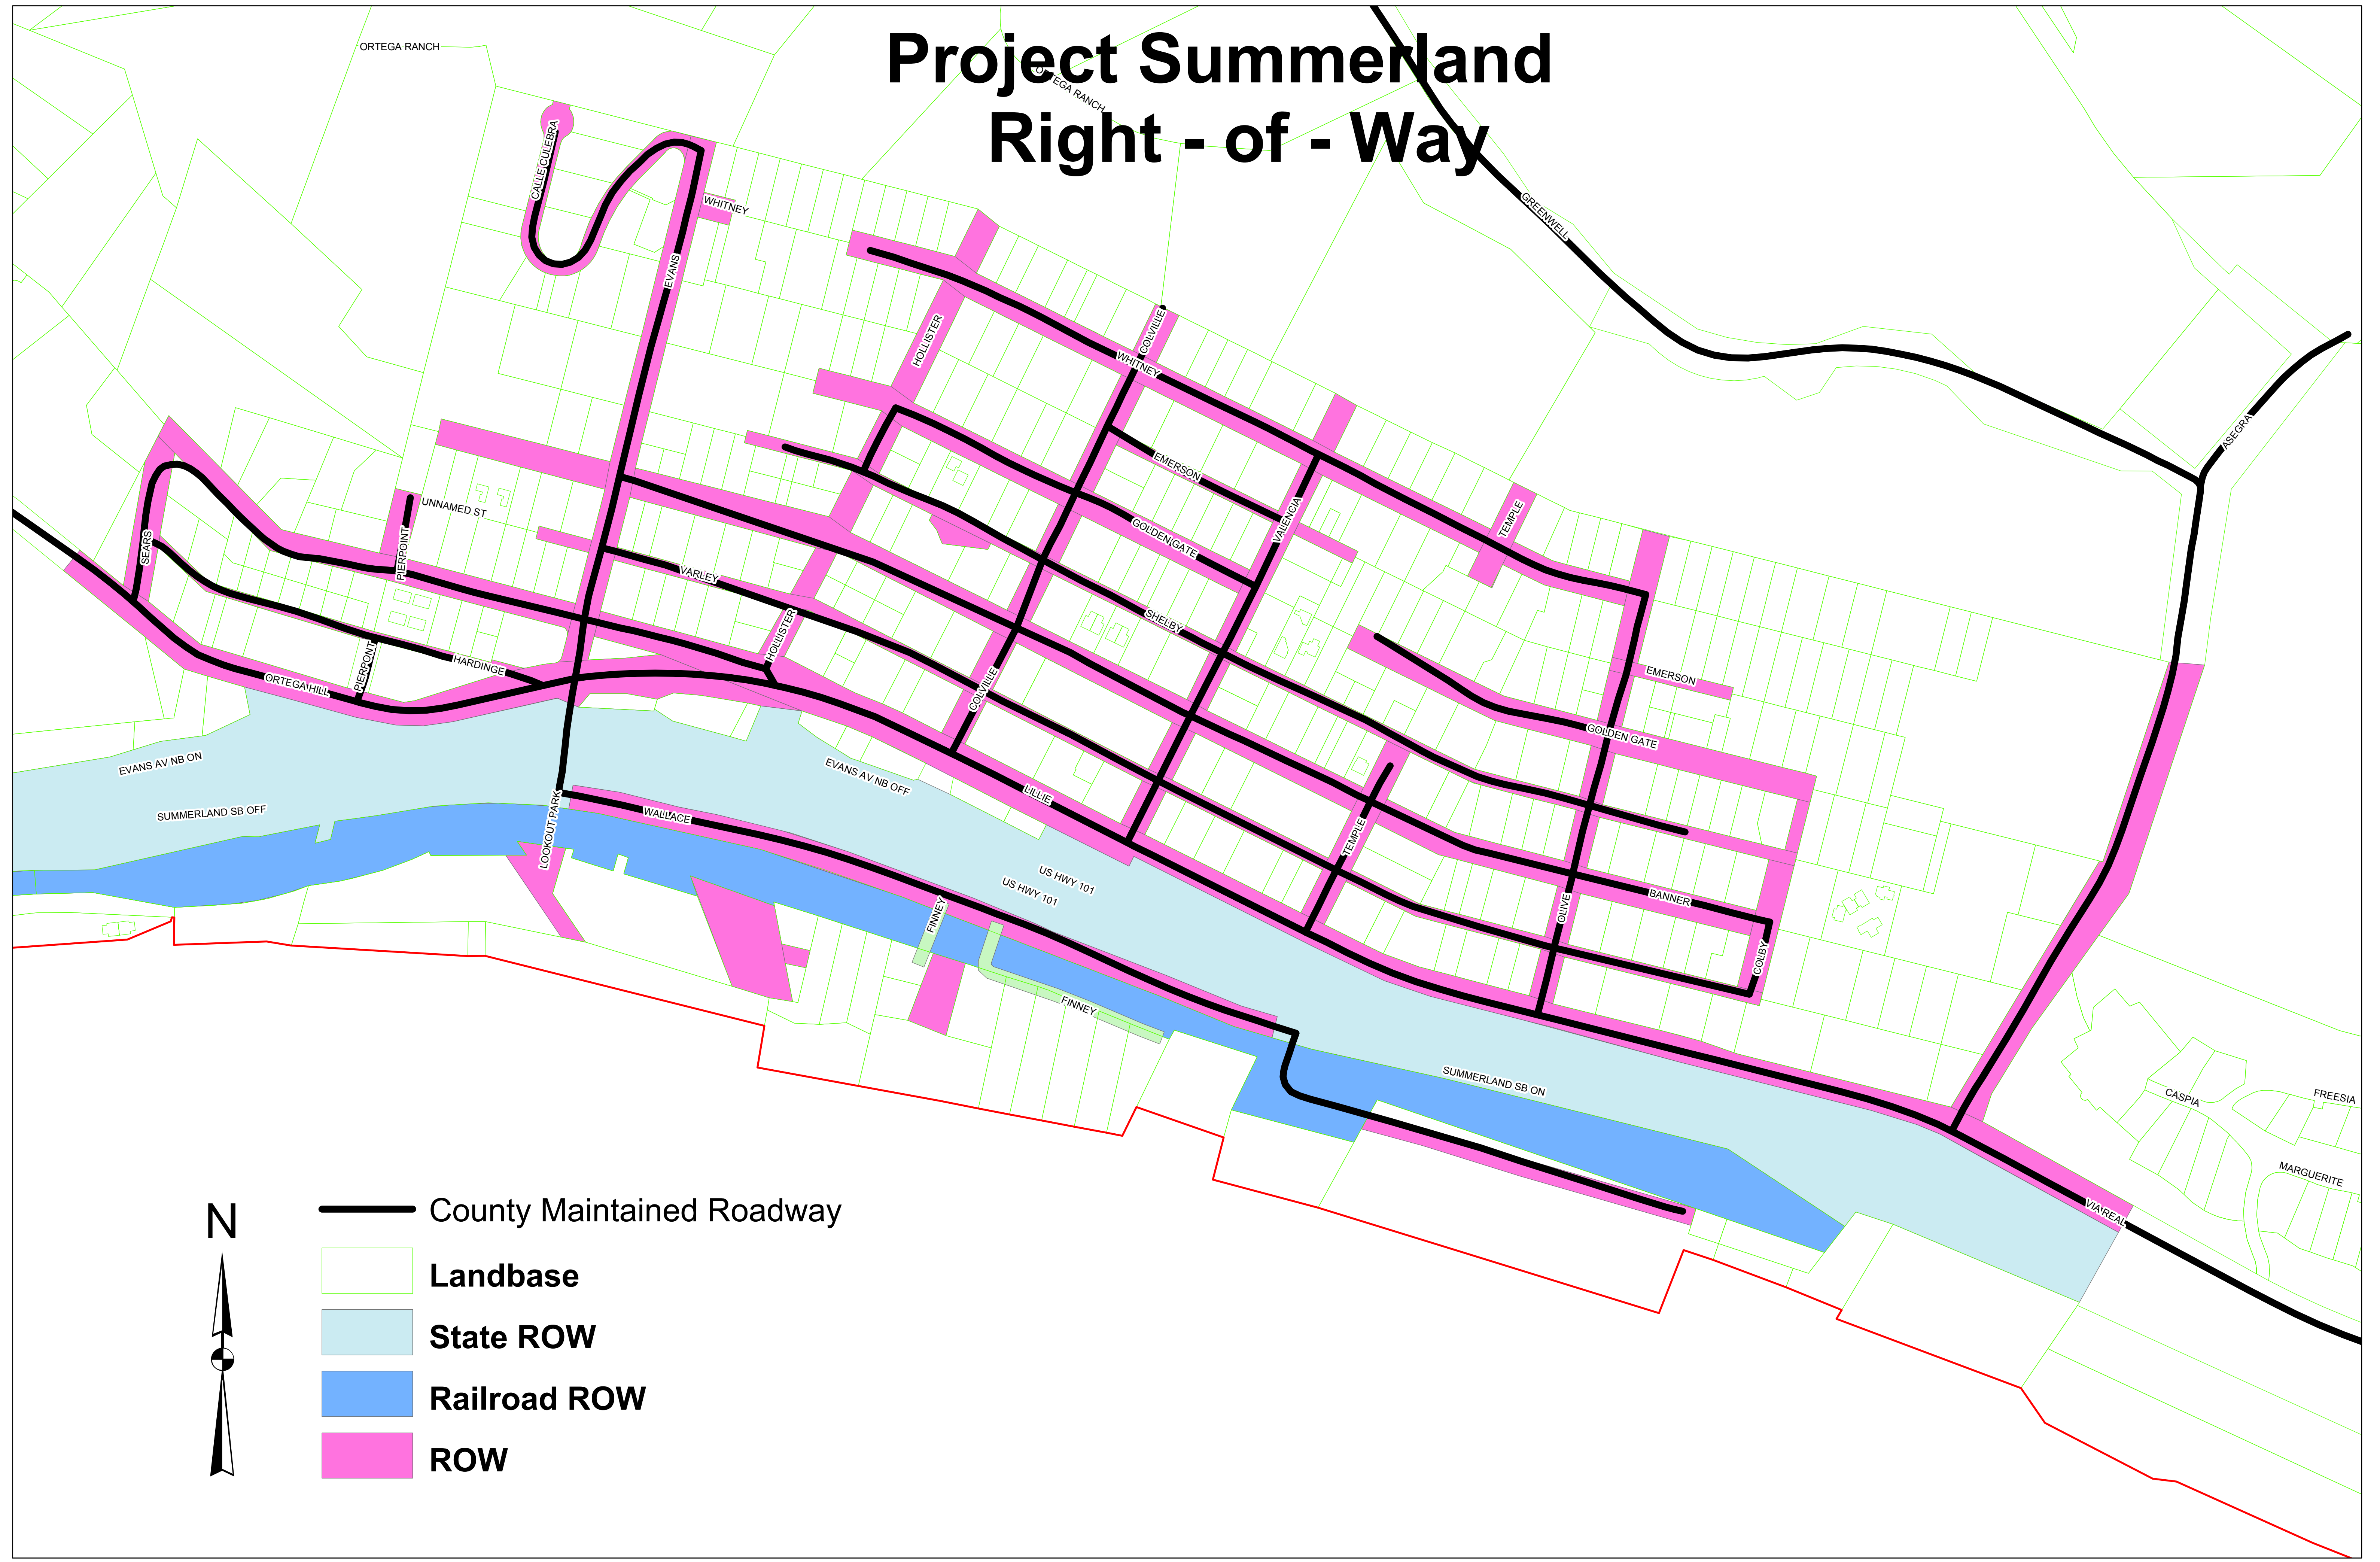 Project Summerland
Right - of - Way
ORTEGA RANCH
ORTEGA RANCH
CALLE CULEBRA
WHITNEY
GREENWELL
EVANS
HOLLISTER
COLVILLE
WHITNEY
ASEGRA
EMERSON
UNNAMED ST
VALENCIA
TEMPLE
GOLDEN GATE
SEARS
PIERPOINT
VARLEY
SHELBY
HOLLISTER
PIERPONT
HARDINGE
EMERSON
ORTEGA HILL
COLVILLE
GOLDEN GATE
EVANS AV NB ON
EVANS AV NB OFF
LILLIE
SUMMERLAND SB OFF
LOOKOUT PARK
WALLACE
TEMPLE
US HWY 101
US HWY 101
OLIVE
BANNER
FINNEY
COLBY
FINNEY
SUMMERLAND SB ON
CASPIA
FREESIA
MARGUERITE
VIA REAL
N
County Maintained Roadway
Landbase
State ROW
Railroad ROW
ROW